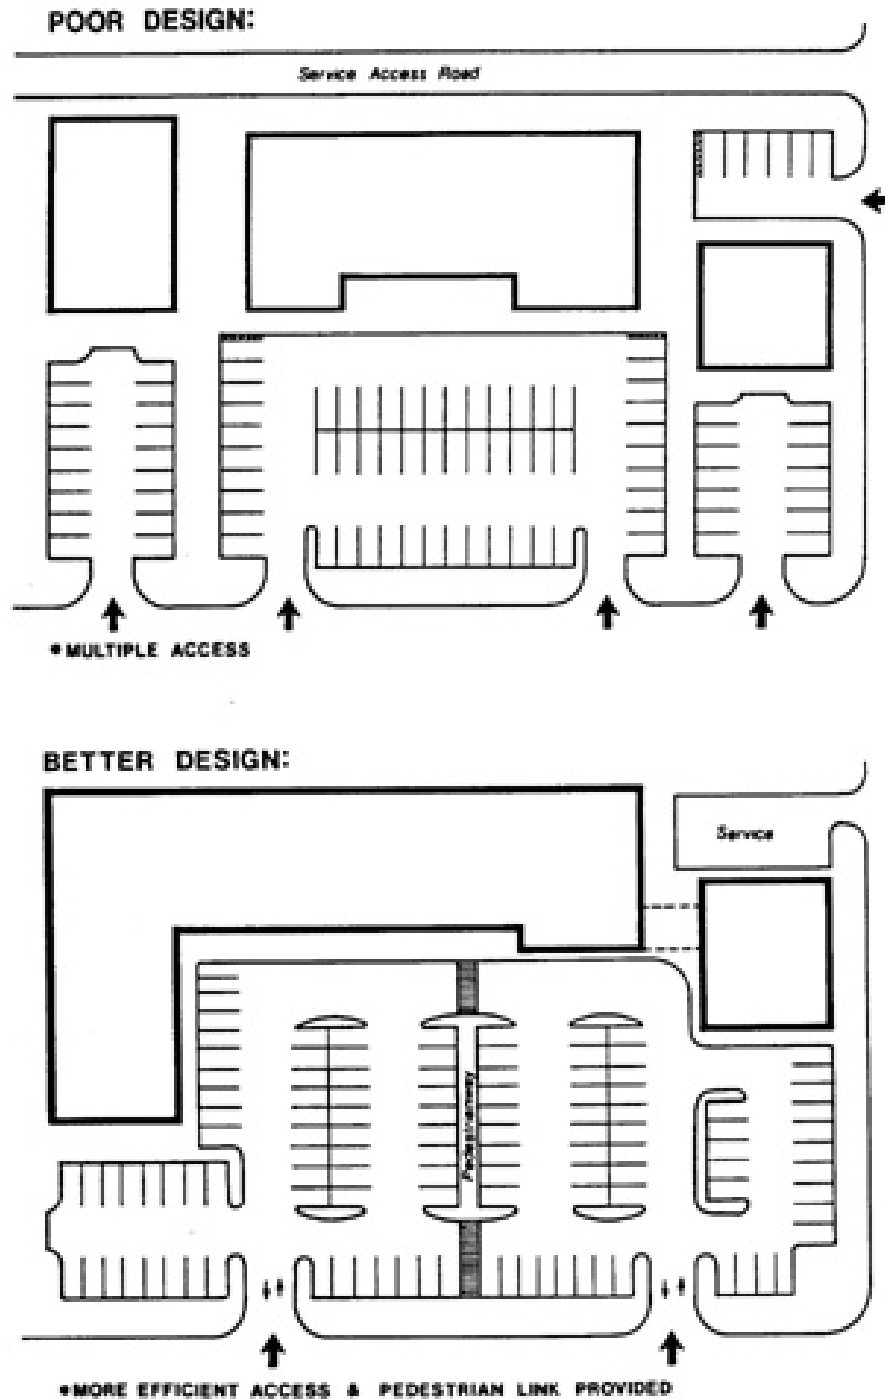 POOR DESIGN:
Service Access Road
*MULTIPLE ACCESS
BETTER DESIGN:
Service
Pedestrianway
*MORE EFFICIENT ACCESS & PEDESTRIAN LINK PROVIDED